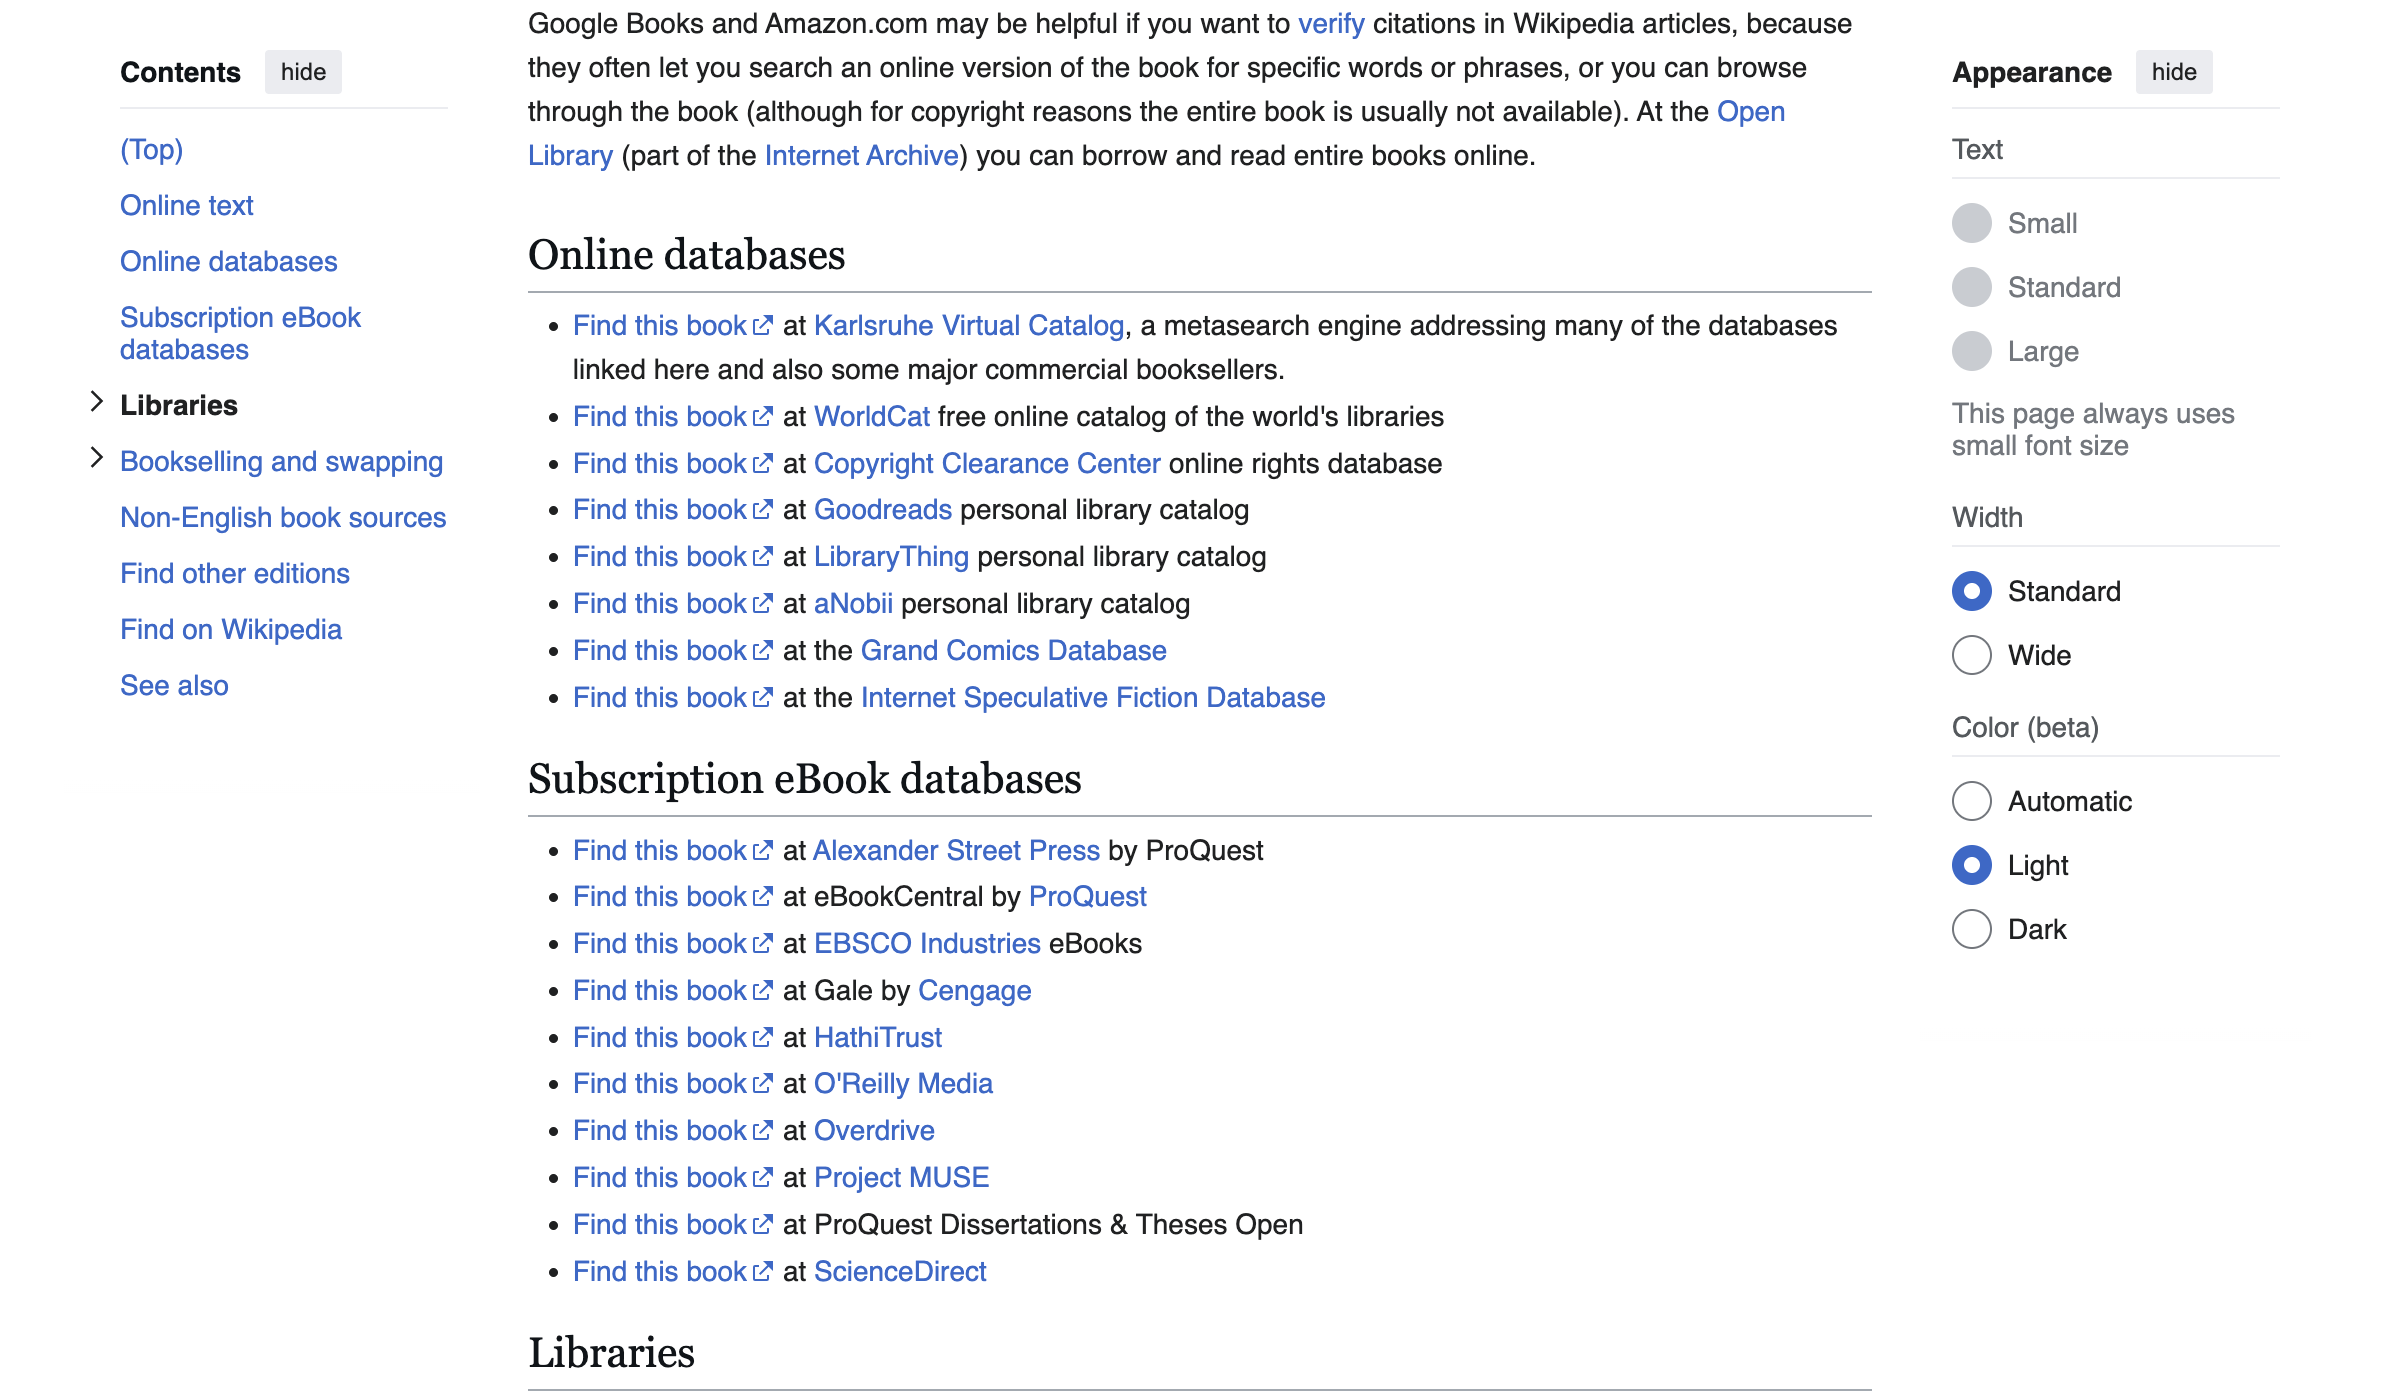 Contents hide
(Top)
Online text
Online databases
Subscription eBook
databases
Libraries
Bookselling and swapping
Non-English book sources
Find other editions
Find on Wikipedia
See also
Google Books and Amazon.com may be helpful if you want to verify citations in Wikipedia articles, because
they often let you search an online version of the book for specific words or phrases, or you can browse
through the book (although for copyright reasons the entire book is usually not available). At the Open
Library (part of the Internet Archive) you can borrow and read entire books online.
Online databases
Find this book at Karlsruhe Virtual Catalog, a metasearch engine addressing many of the databases
linked here and also some major commercial booksellers.
Find this book at WorldCat free online catalog of the world's libraries
Find this book at Copyright Clearance Center online rights database
Find this book at Goodreads personal library catalog
Find this book at LibraryThing personal library catalog
Find this book at aNobii personal library catalog
Find this book at the Grand Comics Database
Find this book at the Internet Speculative Fiction Database
Subscription eBook databases
Find this book at Alexander Street Press by ProQuest
Find this book at eBookCentral by ProQuest
Find this book at EBSCO Industries eBooks
Find this book at Gale by Cengage
Find this book at HathiTrust
Find this book at O'Reilly Media
Find this book at Overdrive
Find this book at Project MUSE
Find this book at ProQuest Dissertations & Theses Open
Find this book at ScienceDirect
Libraries
Appearance hide
Text
Small
Standard
Large
This page always uses
small font size
Width
Standard
Wide
Color (beta)
Automatic
Light
Dark